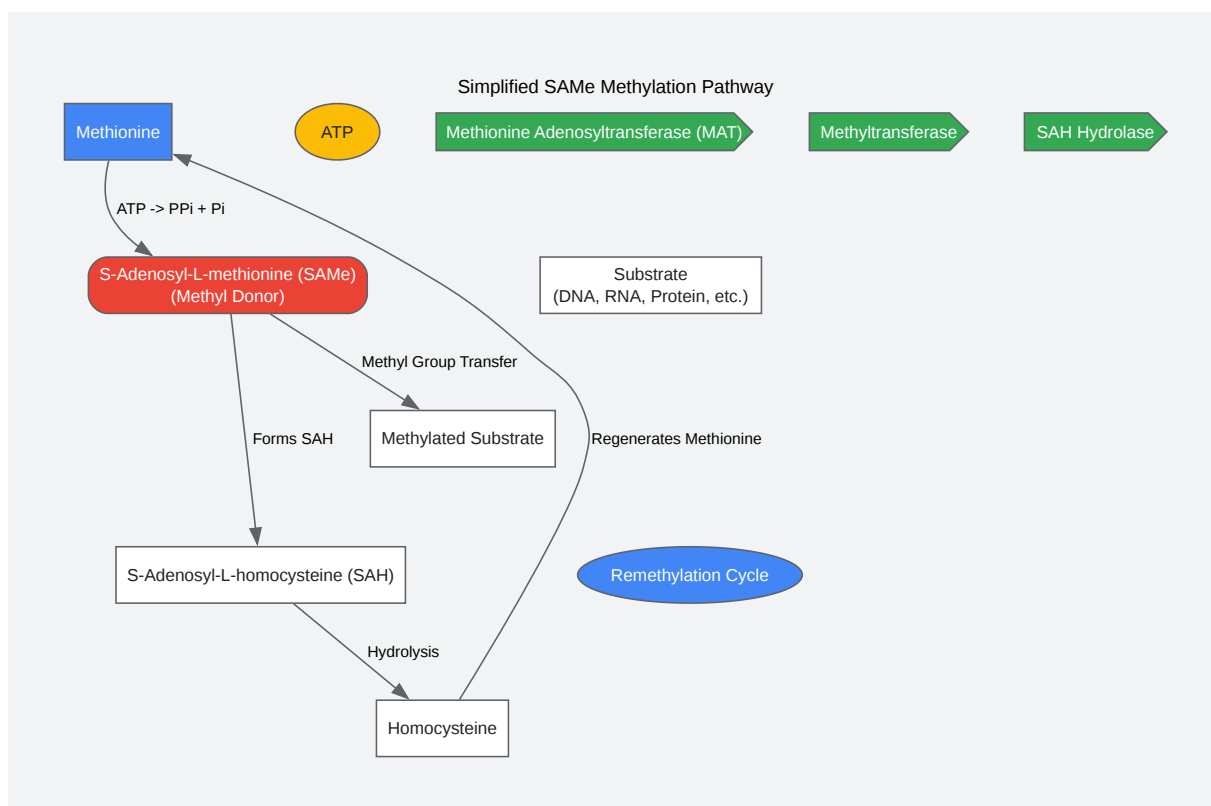 Simplified SAMe Methylation Pathway
Methionine
ATP
Methionine Adenosyltransferase (MAT)
Methyltransferase
SAH Hydrolase
ATP -> PPi + Pi
S-Adenosyl-L-methionine (SAMe)
(Methyl Donor)
Substrate
(DNA, RNA, Protein, etc.)
Methyl Group Transfer
Forms SAH
Methylated Substrate
Regenerates Methionine
S-Adenosyl-L-homocysteine (SAH)
Remethylation Cycle
Hydrolysis
Homocysteine